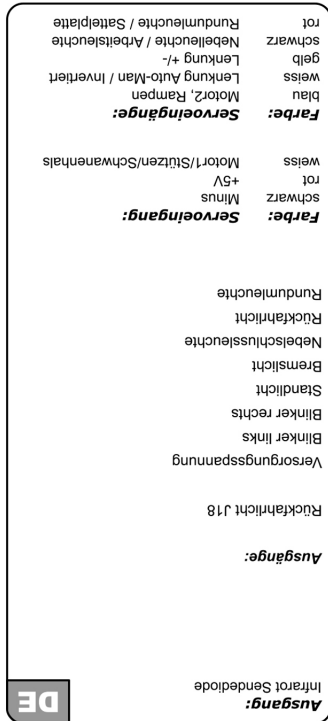 DE
Ausgang:
Infrarot Sendediode
Ausgänge:
Rückfahrlicht J18
Versorgungsspannung
Blinker links
Blinker rechts
Standlicht
Bremslicht
Nebelschlussleuchte
Rückfahrlicht
Rundumleuchte
Farbe: Servoeingang:
schwarz Minus
rot +5V
weiss Motor1/Stützen/Schwanenhals
Farbe: Servoeingänge:
blau Motor2, Rampen
weiss Lenkung Auto-Man / Invertiert
gelb Lenkung +/-
schwarz Nebelleuchte / Arbeitsleuchte
rot Rundumleuchte / Sattelplatte